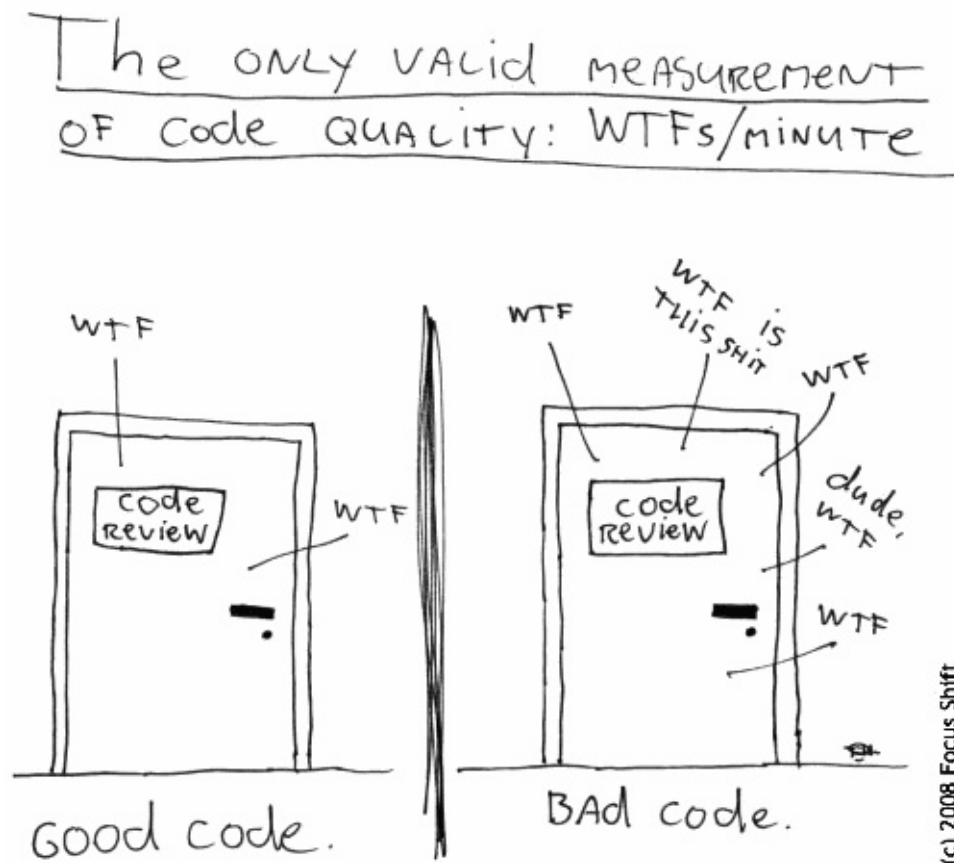 The ONLY VALid MEASUREMENT
OF Code QUALITY: WTFs/MINUTE
WTF
Code
REVIEW
WTF
GOOD Code.
WTF
WTF is
THis SHiT
WTF
dude,
WTF
Code
REVIEW
WTF
BAd Code.
(c) 2008 Focus Shift